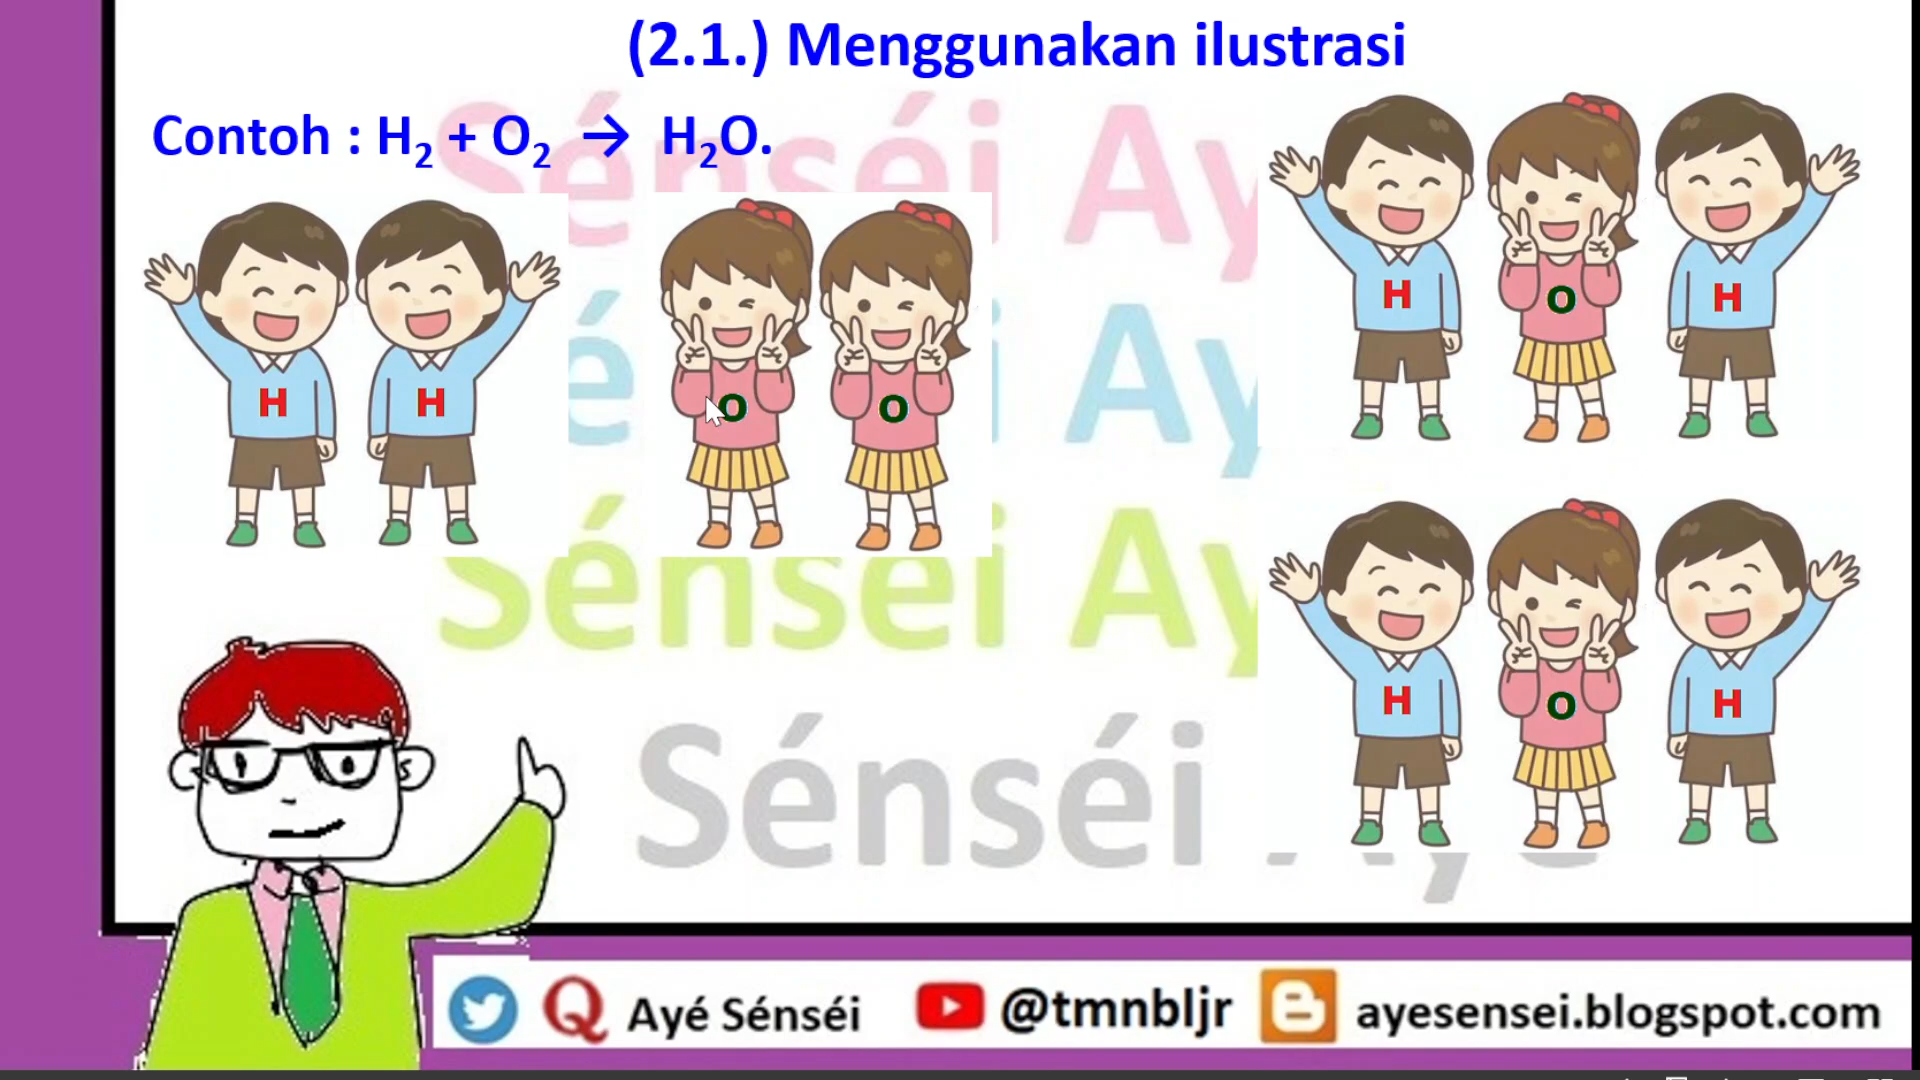 (2.1.) Menggunakan ilustrasi
Contoh : H₂ + O₂ → H₂O.
Sénséi Ay
é i Ay
Sénséi Ay
Sénséi Ayé
H H O O
H O H
H O H
Ayé Sénséi @tmnbljr ayesensei.blogspot.com